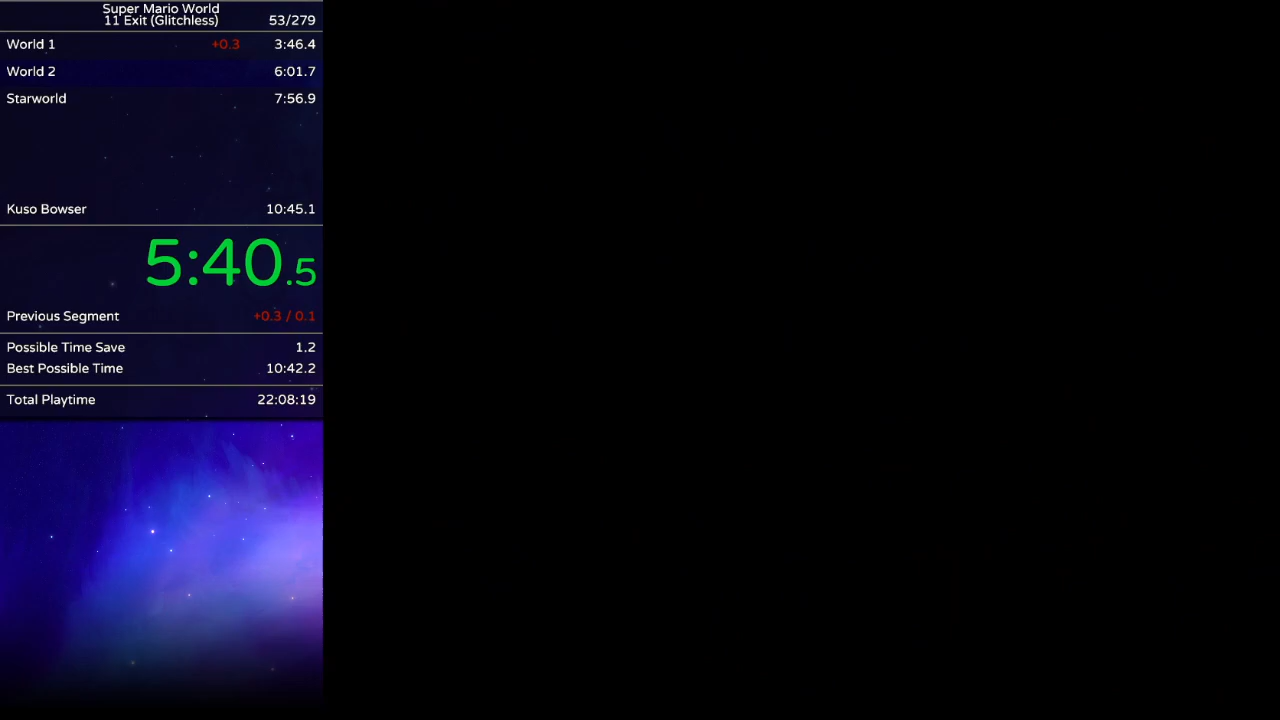 Super Mario World
11 Exit (Glitchless) 53/279
World 1 +0.3 3:46.4
World 2 6:01.7
Starworld 7:56.9
Kuso Bowser 10:45.1
5:40.5
Previous Segment +0.3 / 0.1
Possible Time Save 1.2
Best Possible Time 10:42.2
Total Playtime 22:08:19